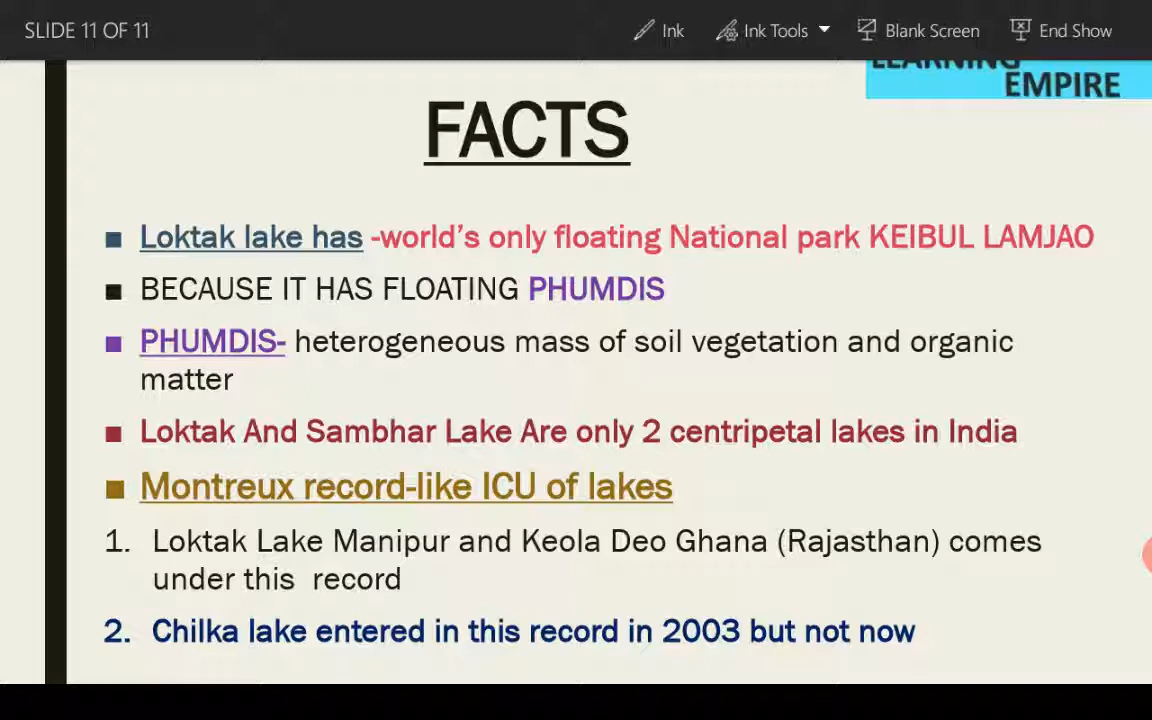 SLIDE 11 OF 11 Ink Ink Tools Blank Screen End Show
LEARNING
EMPIRE
FACTS
Loktak lake has -world's only floating National park KEIBUL LAMJAO
BECAUSE IT HAS FLOATING PHUMDIS
PHUMDIS- heterogeneous mass of soil vegetation and organic
matter
Loktak And Sambhar Lake Are only 2 centripetal lakes in India
Montreux record-like ICU of lakes
1. Loktak Lake Manipur and Keola Deo Ghana (Rajasthan) comes
under this record
2. Chilka lake entered in this record in 2003 but not now